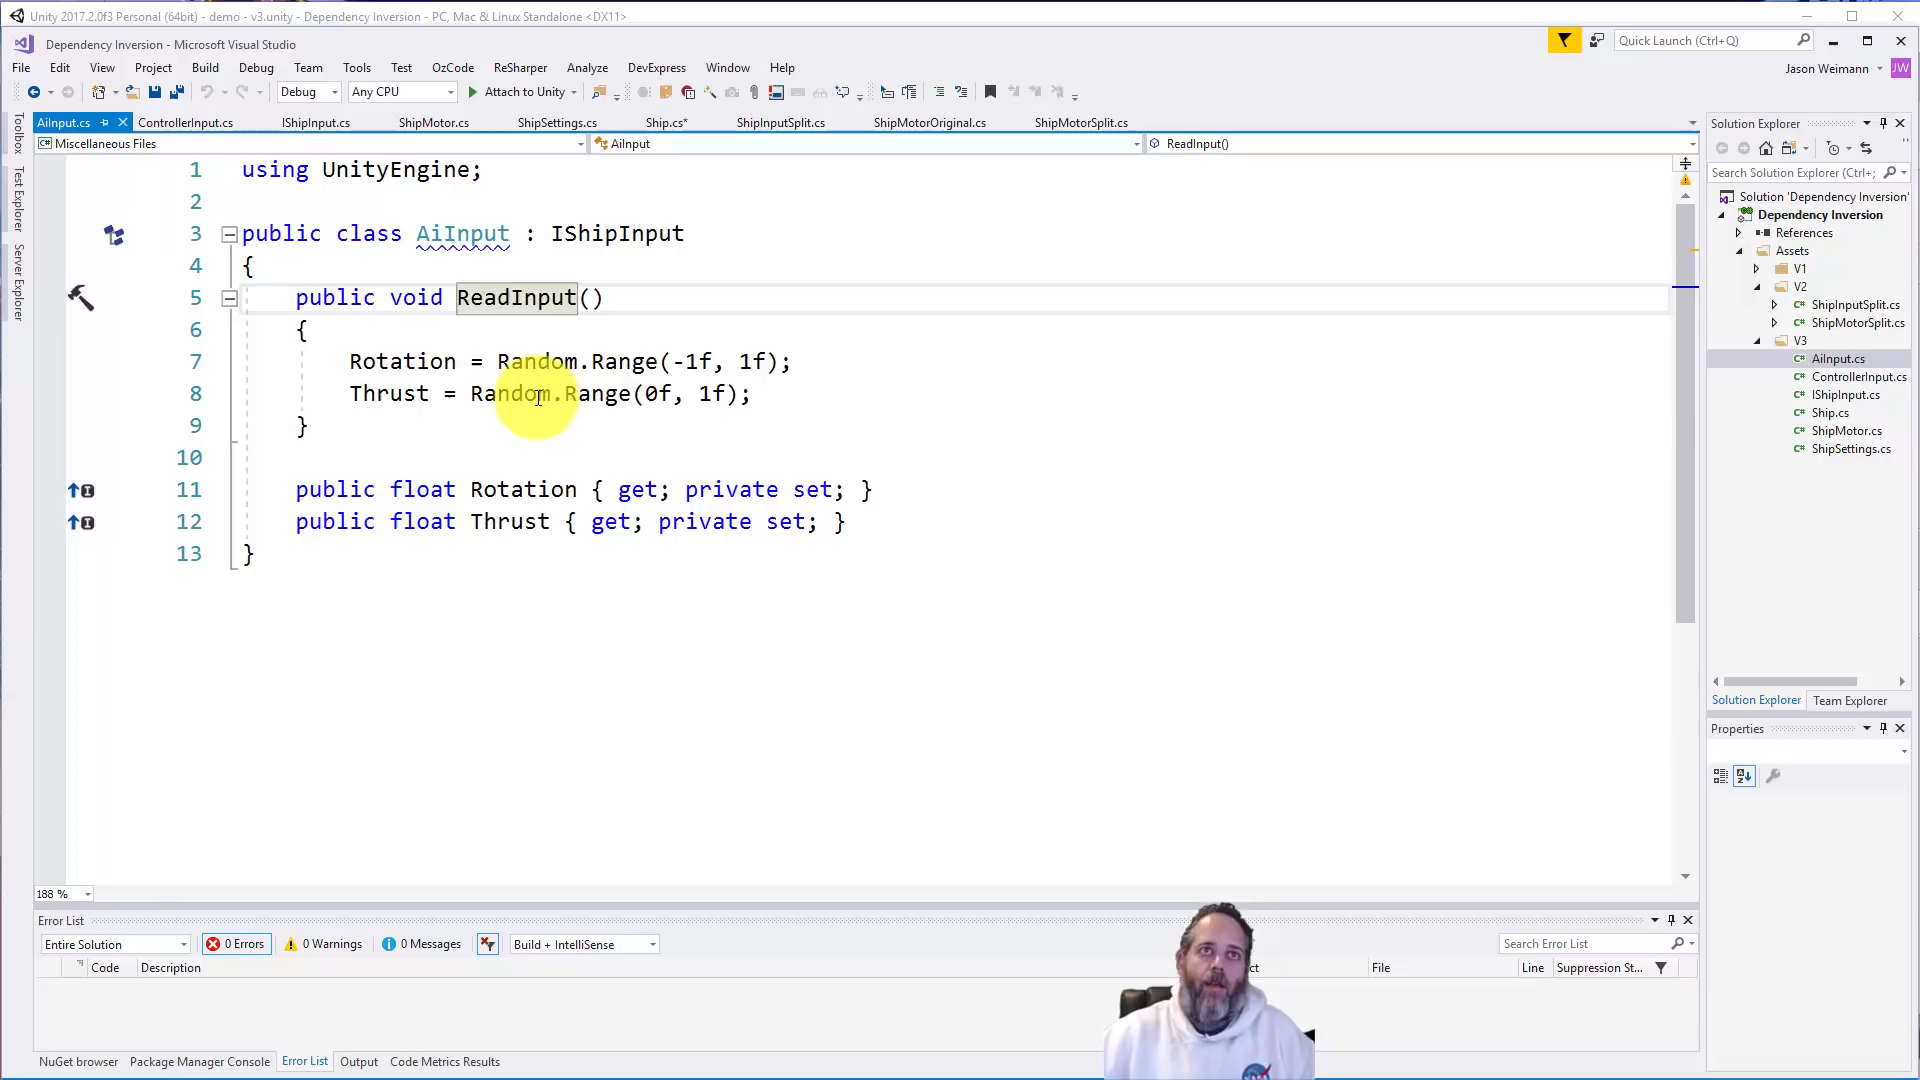 Unity 2017.2.0f3 Personal (64bit) - demo - v3.unity - Dependency Inversion - PC, Mac & Linux Standalone <DX11>
Dependency Inversion - Microsoft Visual Studio
Quick Launch (Ctrl+Q)
File Edit View Project Build Debug Team Tools Test OzCode ReSharper Analyze DevExpress Window Help
Jason Weimann JW
Debug Any CPU Attach to Unity
AiInput.cs ControllerInput.cs IShipInput.cs ShipMotor.cs ShipSettings.cs Ship.cs* ShipInputSplit.cs ShipMotorOriginal.cs ShipMotorSplit.cs
Miscellaneous Files AiInput ReadInput()
Toolbox
Test Explorer
Server Explorer
1 using UnityEngine;
2
3 public class AiInput : IShipInput
4 {
5 public void ReadInput()
6 {
7 Rotation = Random.Range(-1f, 1f);
8 Thrust = Random.Range(0f, 1f);
9 }
10
11 public float Rotation { get; private set; }
12 public float Thrust { get; private set; }
13 }
188 %
Solution Explorer
Search Solution Explorer (Ctrl+;
Solution 'Dependency Inversion'
Dependency Inversion
References
Assets
V1
V2
ShipInputSplit.cs
ShipMotorSplit.cs
V3
AiInput.cs
ControllerInput.cs
IShipInput.cs
Ship.cs
ShipMotor.cs
ShipSettings.cs
Solution Explorer Team Explorer
Properties
Error List
Entire Solution 0 Errors 0 Warnings 0 Messages Build + IntelliSense
Search Error List
Code Description ct File Line Suppression St...
NuGet browser Package Manager Console Error List Output Code Metrics Results